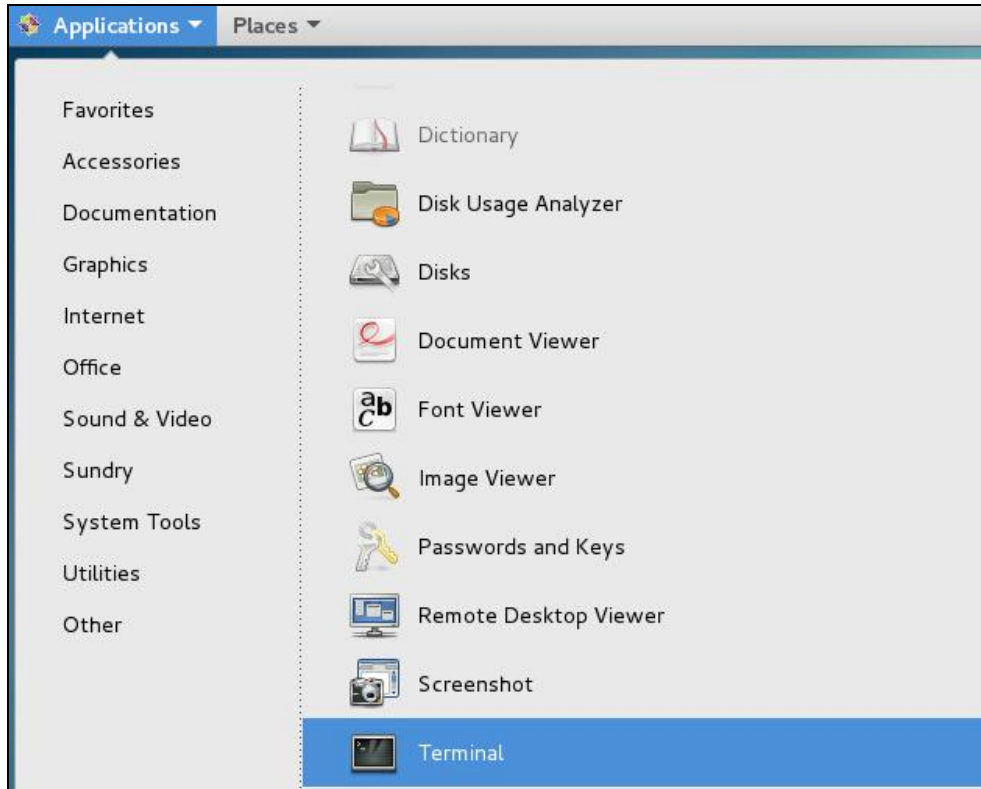 Applications Places
Favorites
Accessories
Documentation
Graphics
Internet
Office
Sound & Video
Sundry
System Tools
Utilities
Other
Dictionary
Disk Usage Analyzer
Disks
Document Viewer
a
b
c
Font Viewer
Image Viewer
Passwords and Keys
Remote Desktop Viewer
Screenshot
Terminal